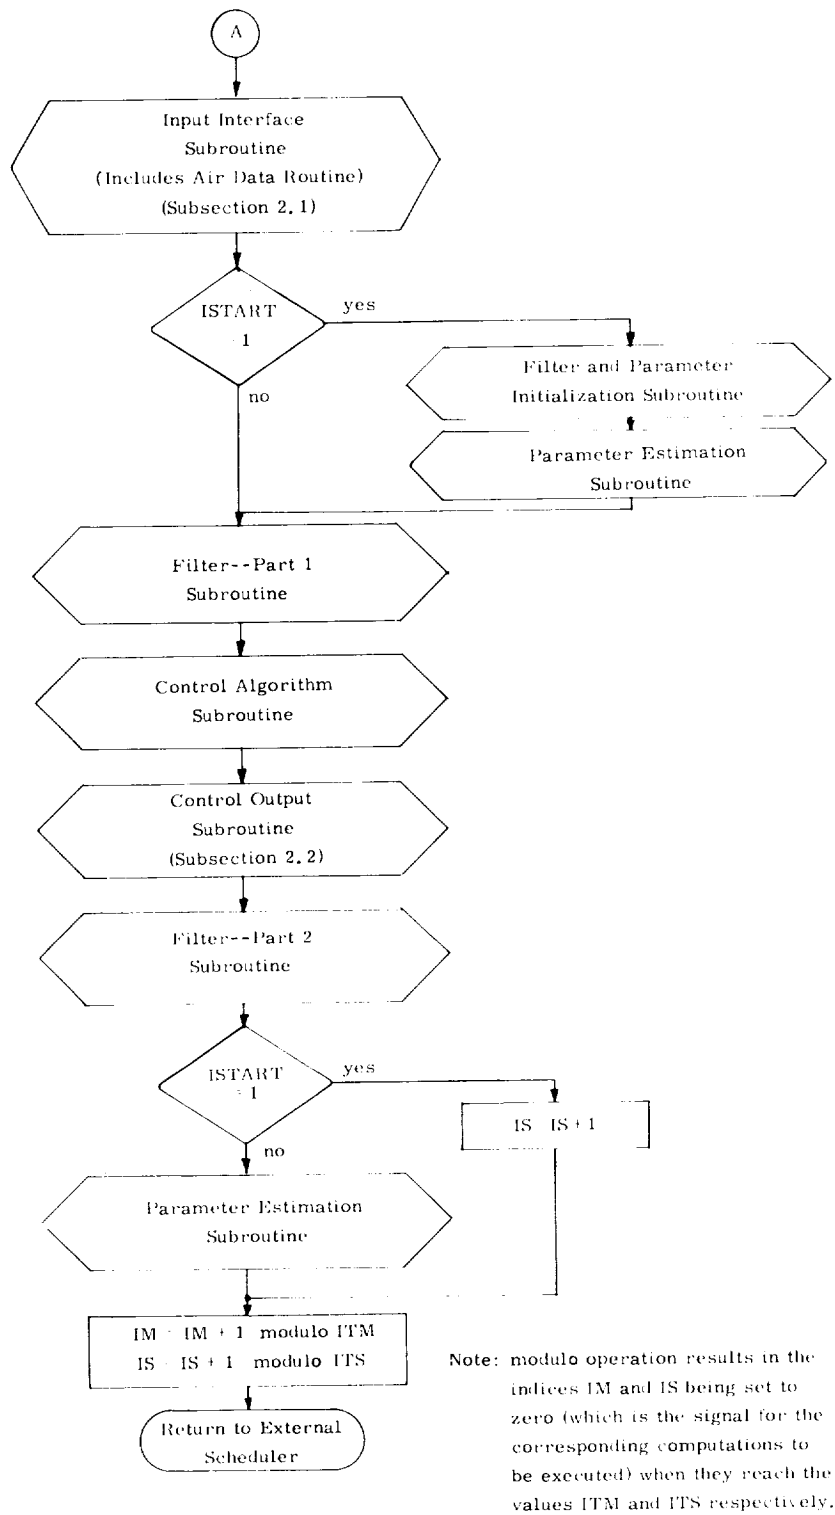 A
Input Interface
Subroutine
(Includes Air Data Routine)
(Subsection 2.1)
ISTART
1
yes
no
Filter and Parameter
Initialization Subroutine
Parameter Estimation
Subroutine
Filter--Part 1
Subroutine
Control Algorithm
Subroutine
Control Output
Subroutine
(Subsection 2.2)
Filter--Part 2
Subroutine
ISTART
=1
yes
no
IS IS+1
Parameter Estimation
Subroutine
IM = IM + 1 modulo ITM
IS = IS + 1 modulo ITS
Return to External
Scheduler
Note: modulo operation results in the
indices IM and IS being set to
zero (which is the signal for the
corresponding computations to
be executed) when they reach the
values ITM and ITS respectively.